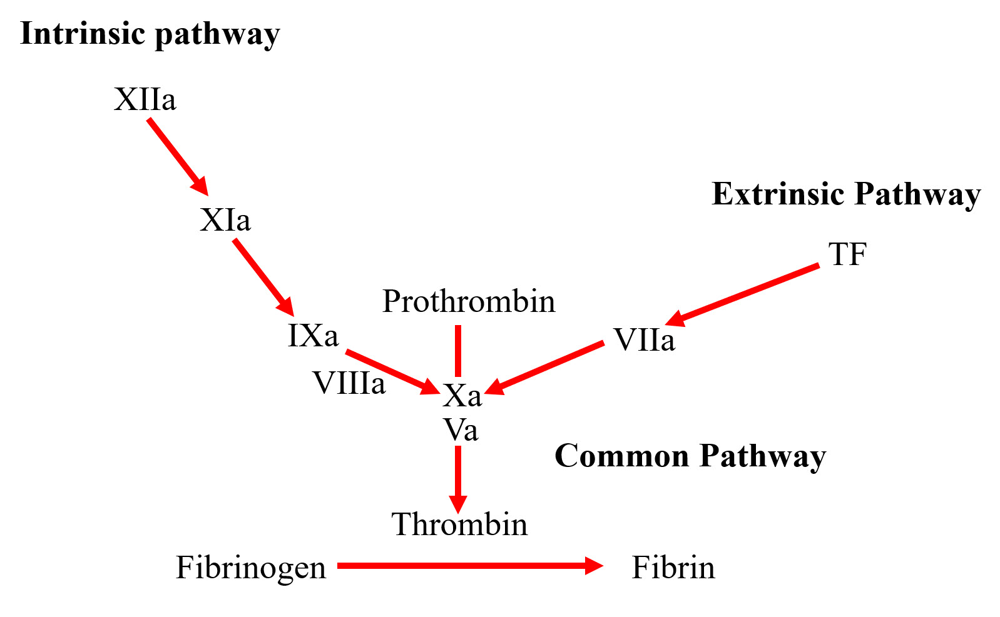 Intrinsic pathway
XIIa
Extrinsic Pathway
XIa
TF
Prothrombin
IXa
VIIa
VIIIa
Xa
Va
Common Pathway
Thrombin
Fibrinogen
Fibrin